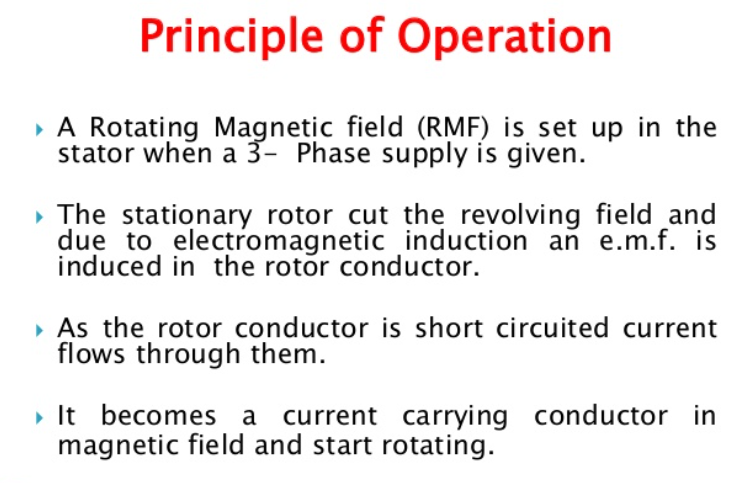 Principle of Operation
A Rotating Magnetic field (RMF) is set up in the
stator when a 3- Phase supply is given.
The stationary rotor cut the revolving field and
due to electromagnetic induction an e.m.f. is
induced in the rotor conductor.
As the rotor conductor is short circuited current
flows through them.
It becomes a current carrying conductor in
magnetic field and start rotating.